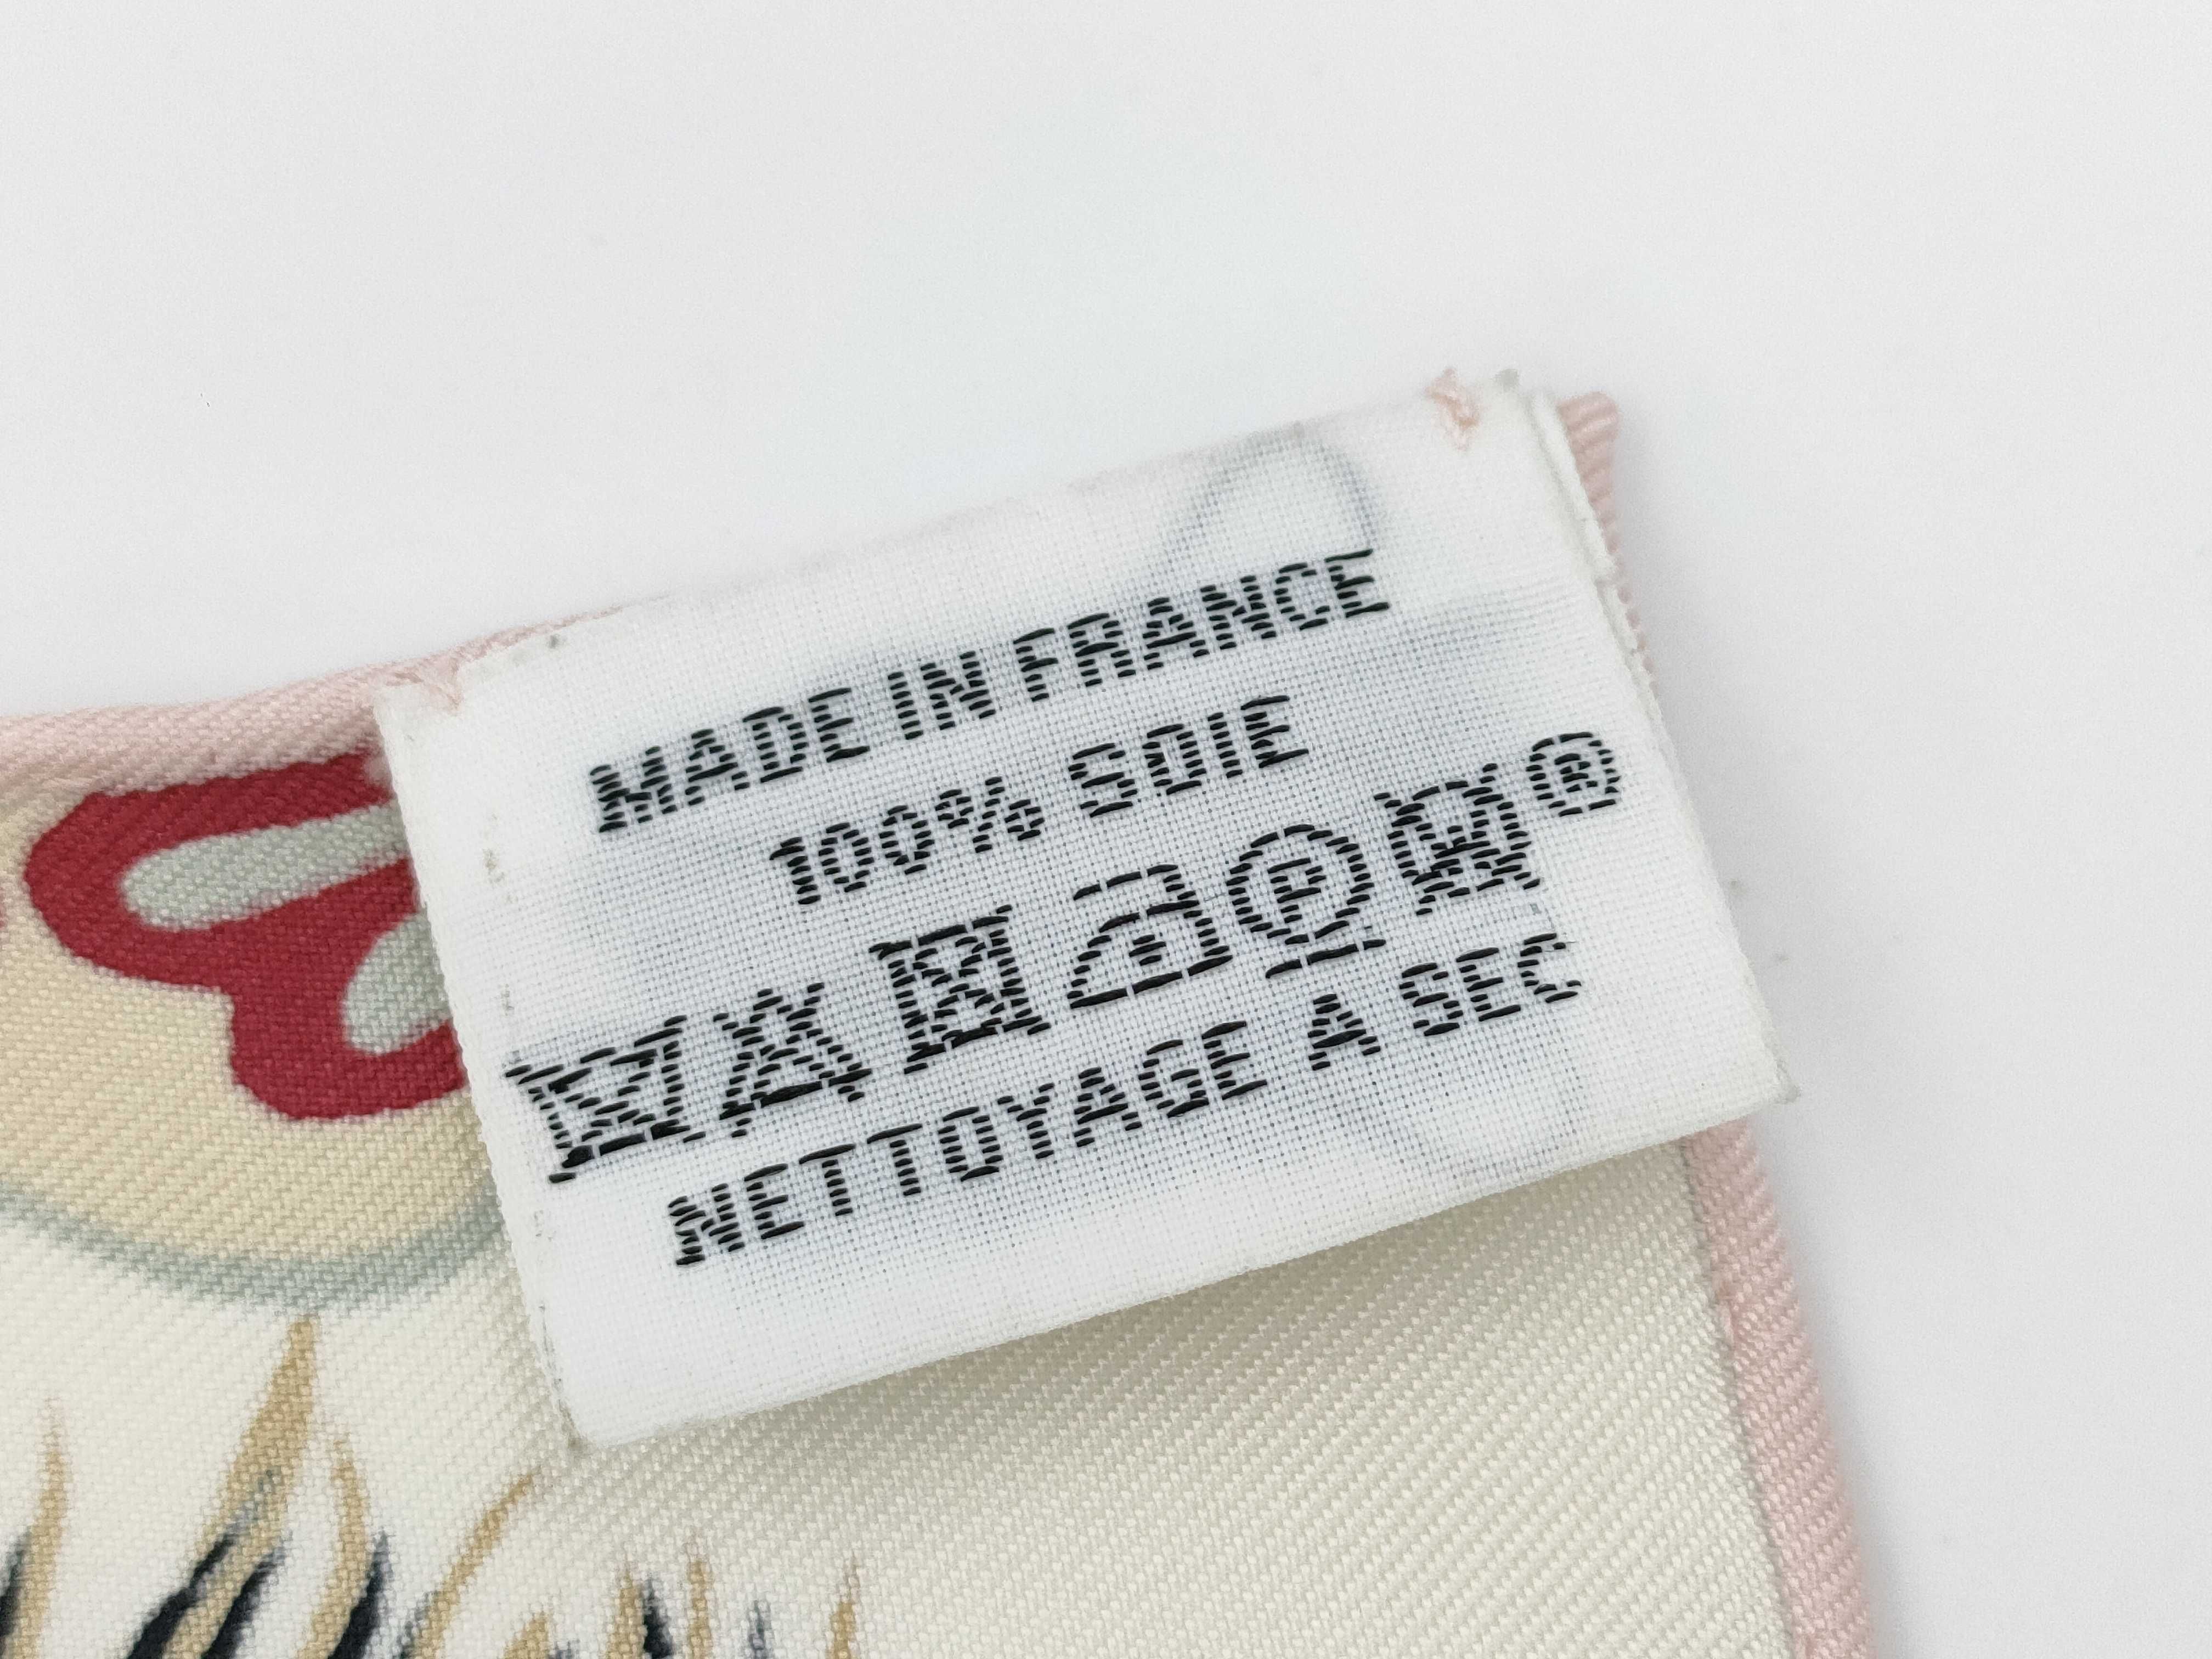 MADE IN FRANCE
100% SOIE
P W ®
NETTOYAGE A SEC